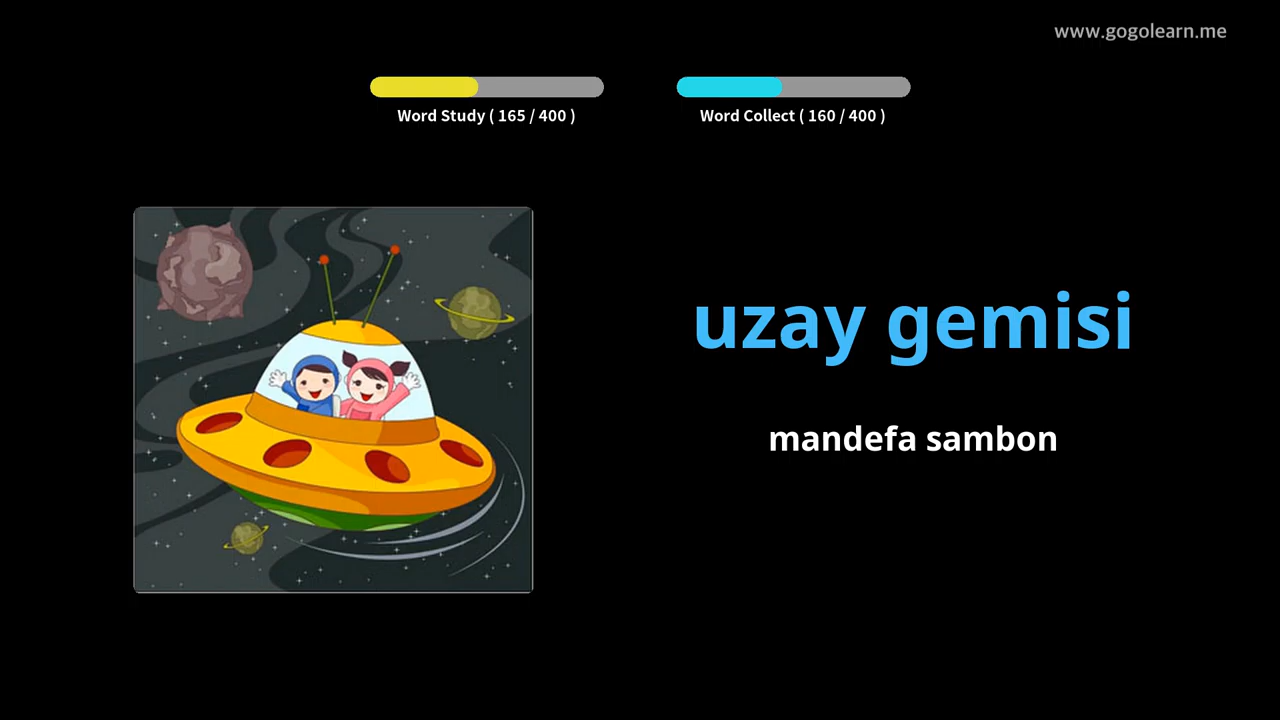 www.gogolearn.me
Word Study ( 165 / 400 )
Word Collect ( 160 / 400 )
uzay gemisi
mandefa sambon